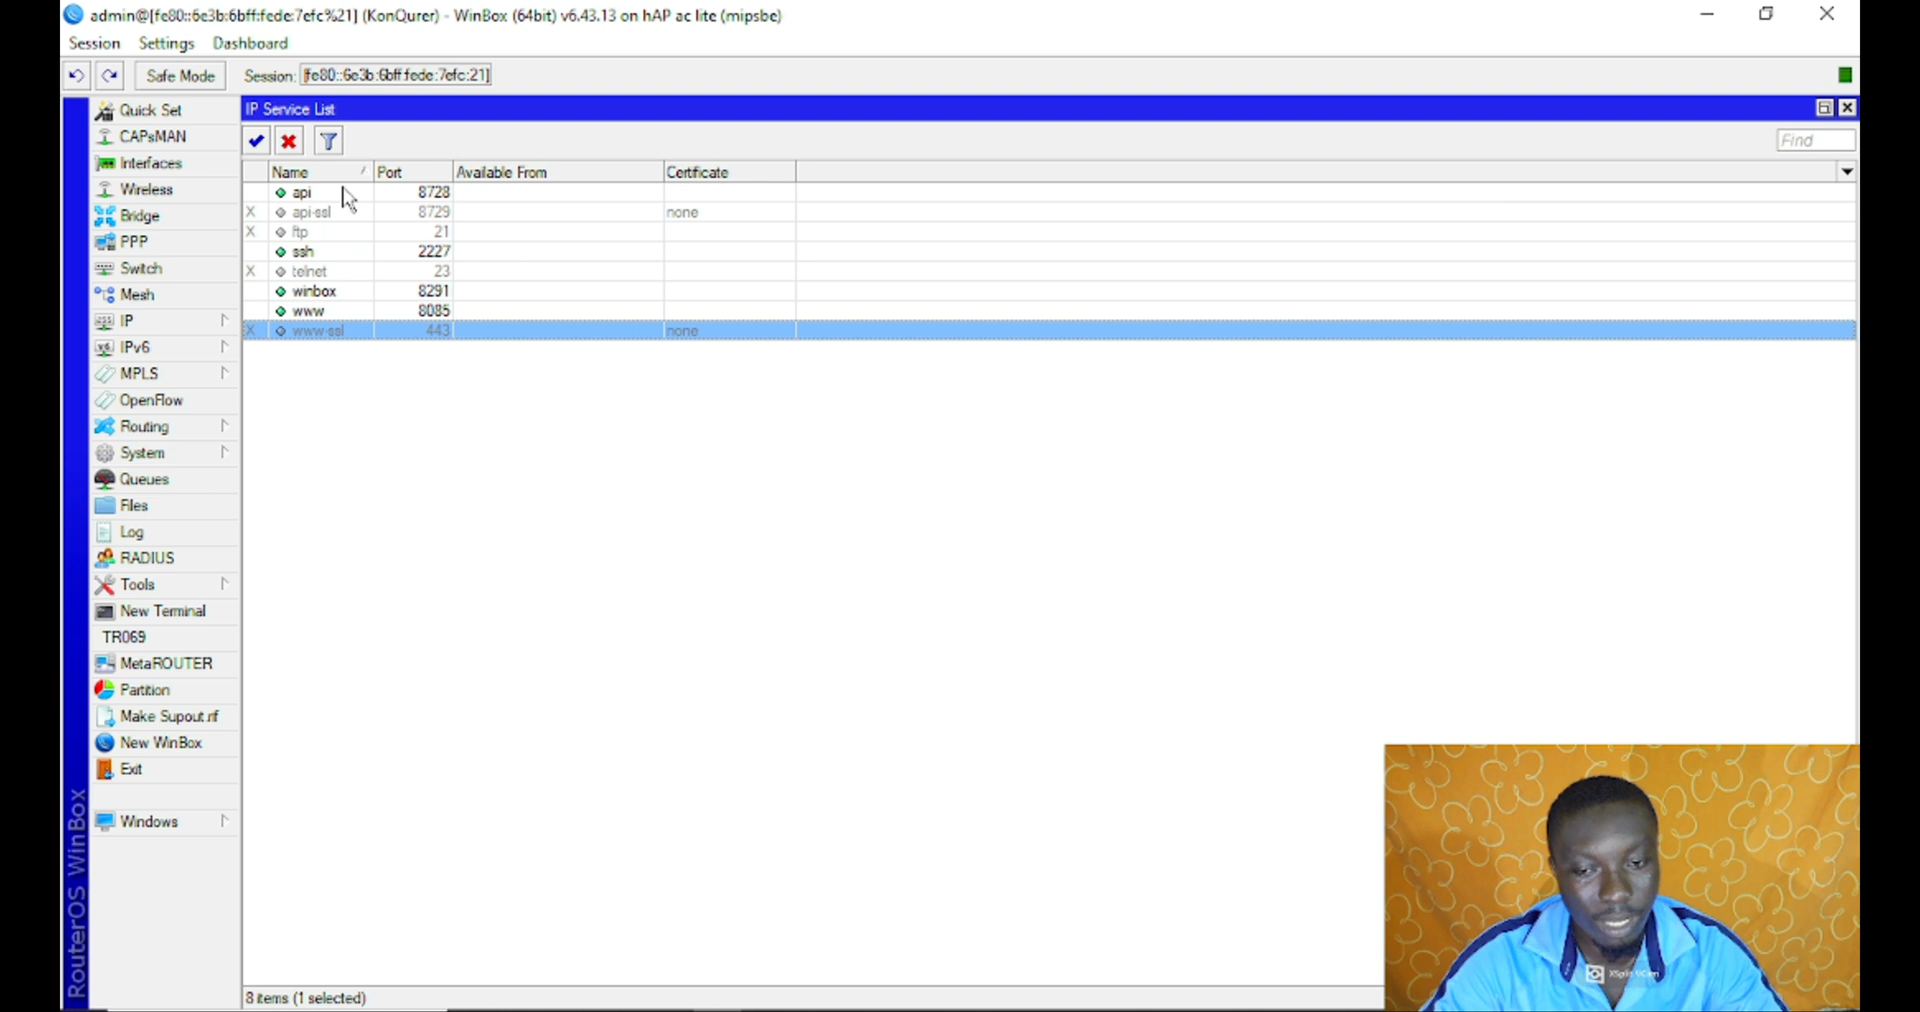 admin@[fe80::6e3b:6bff:fede:7efc%21] (KonQurer) - WinBox (64bit) v6.43.13 on hAP ac lite (mipsbe)
Session Settings Dashboard
Safe Mode Session: [fe80::6e3b:6bff:fede:7efc:21]
Quick Set
CAPsMAN
Interfaces
Wireless
Bridge
PPP
Switch
Mesh
IP
IPv6
MPLS
OpenFlow
Routing
System
Queues
Files
Log
RADIUS
Tools
New Terminal
TR069
MetaROUTER
Partition
Make Supout.rif
New WinBox
Exit
Windows
RouterOS WinBox
IP Service List
Find
Name Port Available From Certificate
api 8728
X api-ssl 8729 none
X ftp 21
ssh 2227
X telnet 23
winbox 8291
www 8085
X www-ssl 443 none
8 items (1 selected)
XSplit VCam